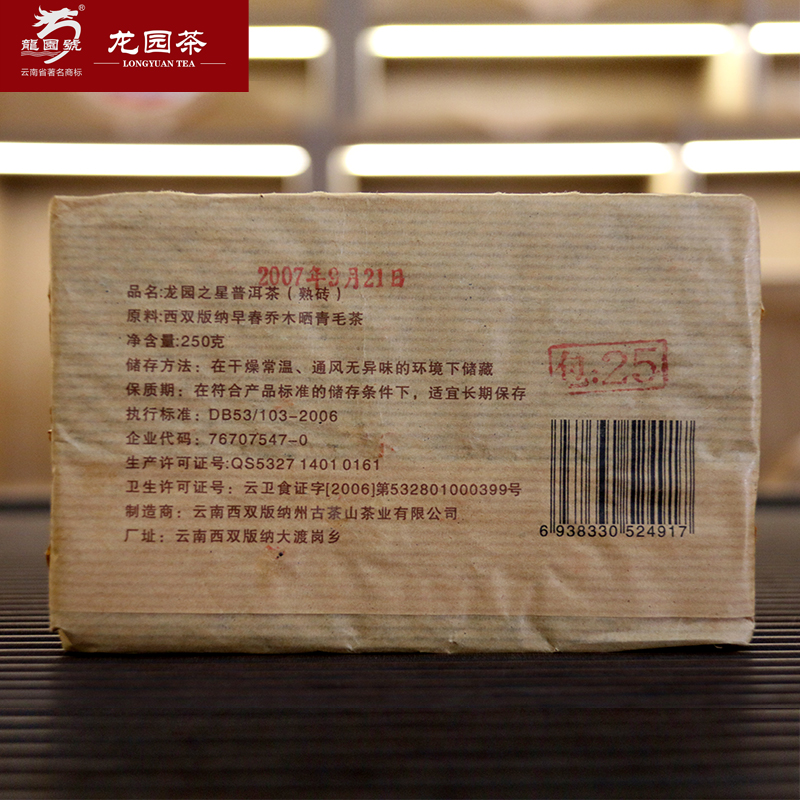 龍園號®
云南省著名商标
龙园茶
LONGYUAN TEA
2007年9月21日
品名:龙园之星普洱茶(熟砖)
原料:西双版纳早春乔木晒青毛茶
净含量:250克
储存方法：在干燥常温、通风无异味的环境下储藏
保质期：在符合产品标准的储存条件下，适宜长期保存
执行标准：DB53/103-2006
企业代码：76707547-0
生产许可证号:QS5327 1401 0161
卫生许可证号：云卫食证字[2006]第532801000399号
制造商：云南西双版纳州古茶山茶业有限公司
厂址：云南西双版纳大渡岗乡
包:25
6 938330 524917